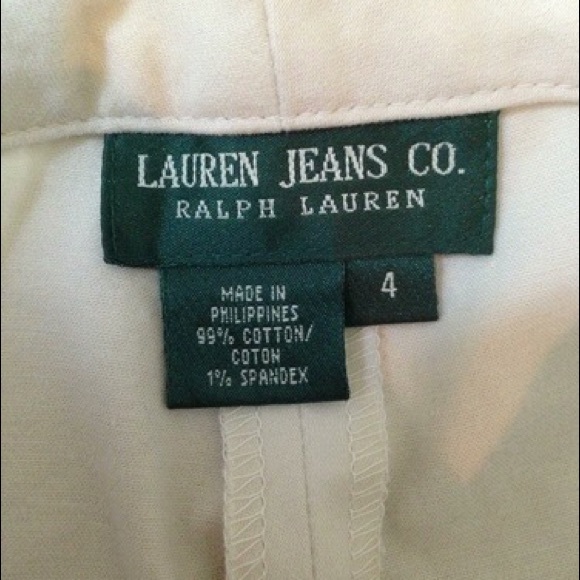 LAUREN JEANS CO.
RALPH LAUREN
4
MADE IN
PHILIPPINES
99% COTTON/
COTON
1% SPANDEX